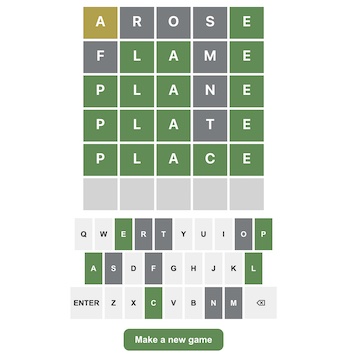 A R O S E
F L A M E
P L A N E
P L A T E
P L A C E
Q W E R T Y U I O P
A S D F G H J K L
ENTER Z X C V B N M ⌫
Make a new game